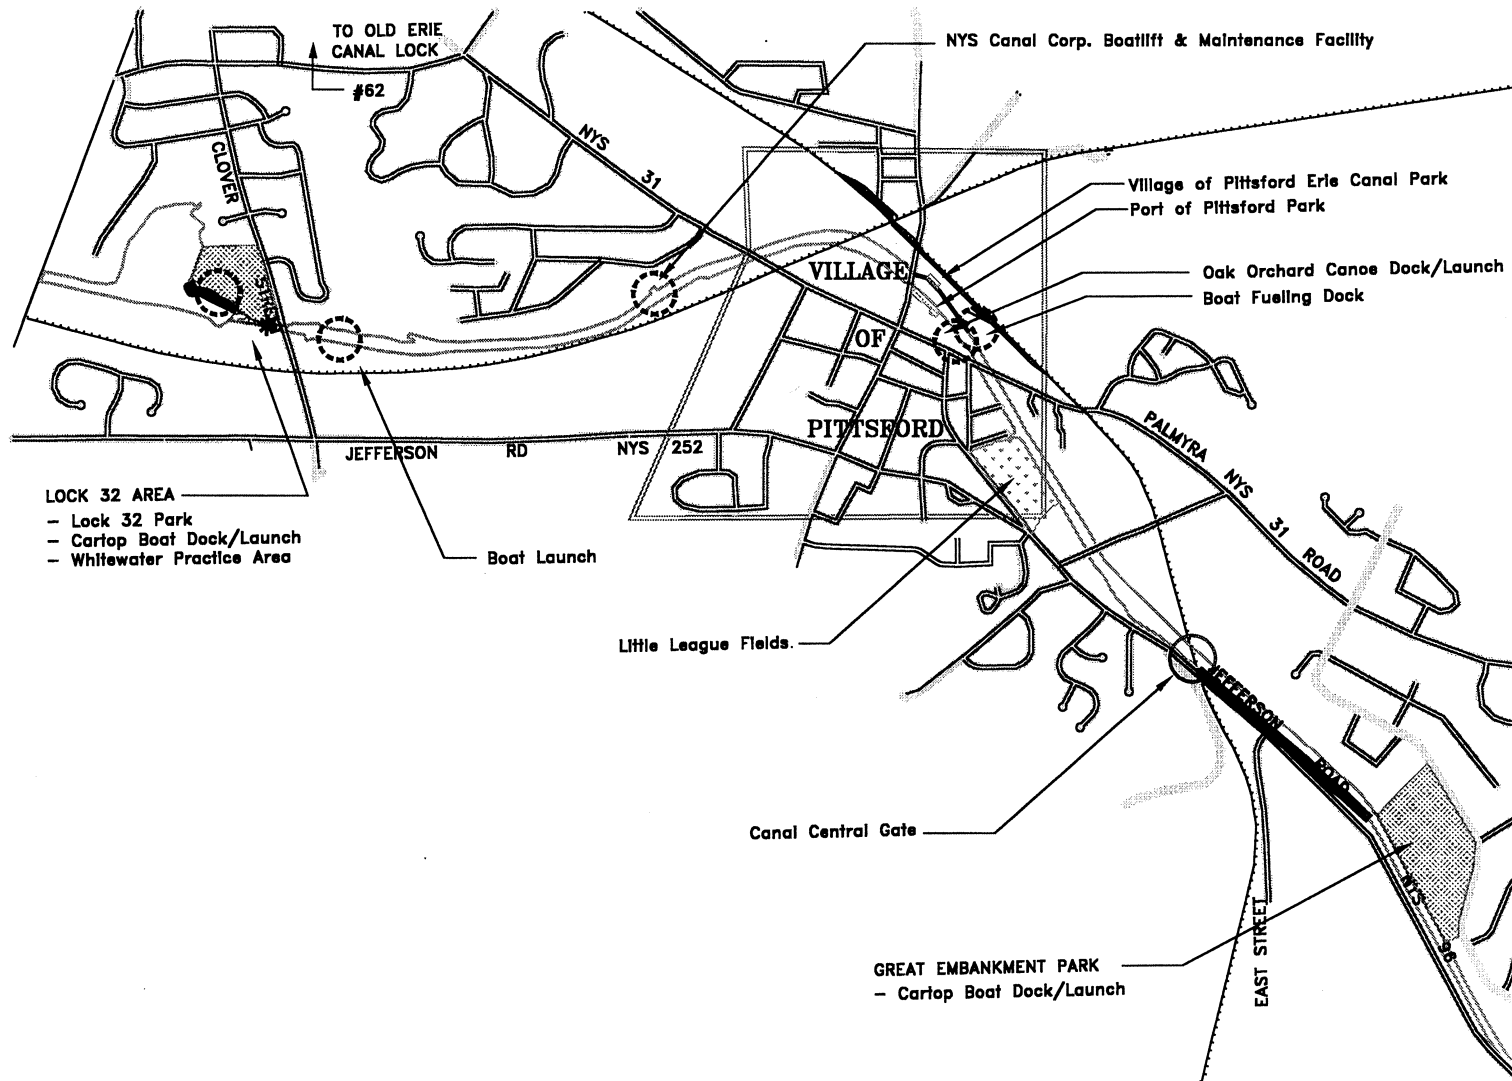 TO OLD ERIE
CANAL LOCK
#62
NYS Canal Corp. Boatlift & Maintenance Facility
NYS 31
CLOVER
STREET
Village of Pittsford Erie Canal Park
Port of Pittsford Park
Oak Orchard Canoe Dock/Launch
Boat Fueling Dock
VILLAGE
OF
PITTSFORD
JEFFERSON RD NYS 252
PALMYRA NYS 31 ROAD
LOCK 32 AREA
- Lock 32 Park
- Cartop Boat Dock/Launch
- Whitewater Practice Area
Boat Launch
Little League Fields.
JEFFERSON
ROAD
Canal Central Gate
NYS 96
EAST STREET
GREAT EMBANKMENT PARK
- Cartop Boat Dock/Launch